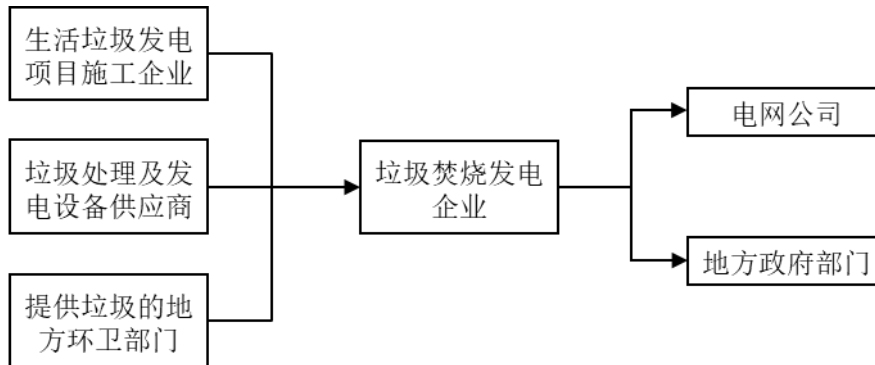 生活垃圾发电
项目施工企业
垃圾处理及发
电设备供应商
提供垃圾的地
方环卫部门
垃圾焚烧发电
企业
电网公司
地方政府部门